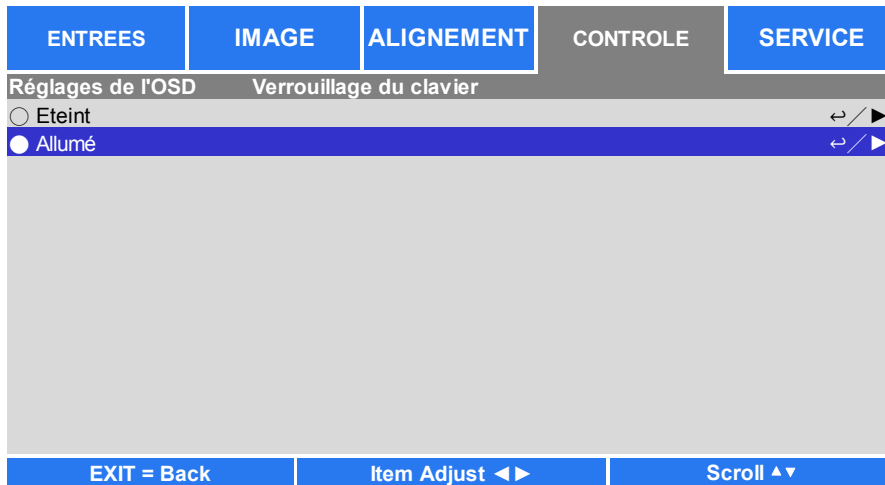 ENTREES IMAGE ALIGNEMENT CONTROLE SERVICE
Réglages de l'OSD Verrouillage du clavier
Eteint ↩/▶
Allumé ↩/▶
EXIT = Back Item Adjust ◀▶ Scroll ▲▼